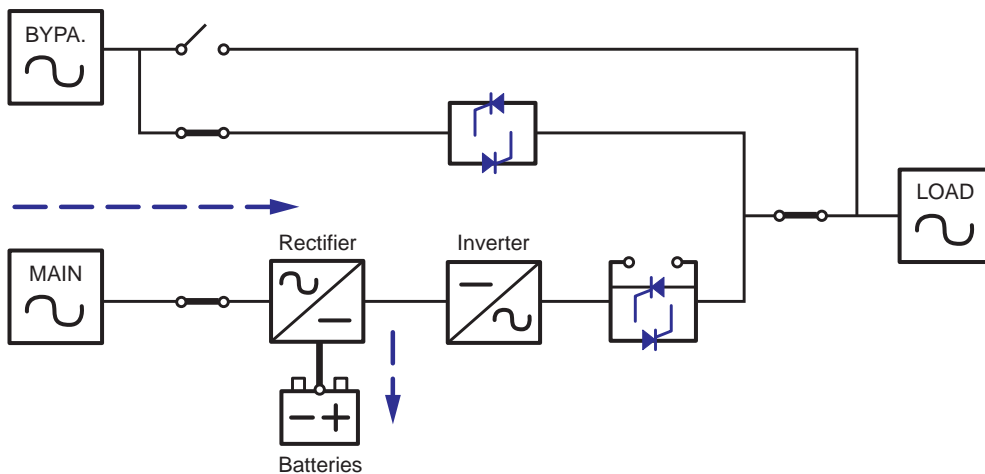 BYPA.
LOAD
Rectifier
Inverter
MAIN
Batteries